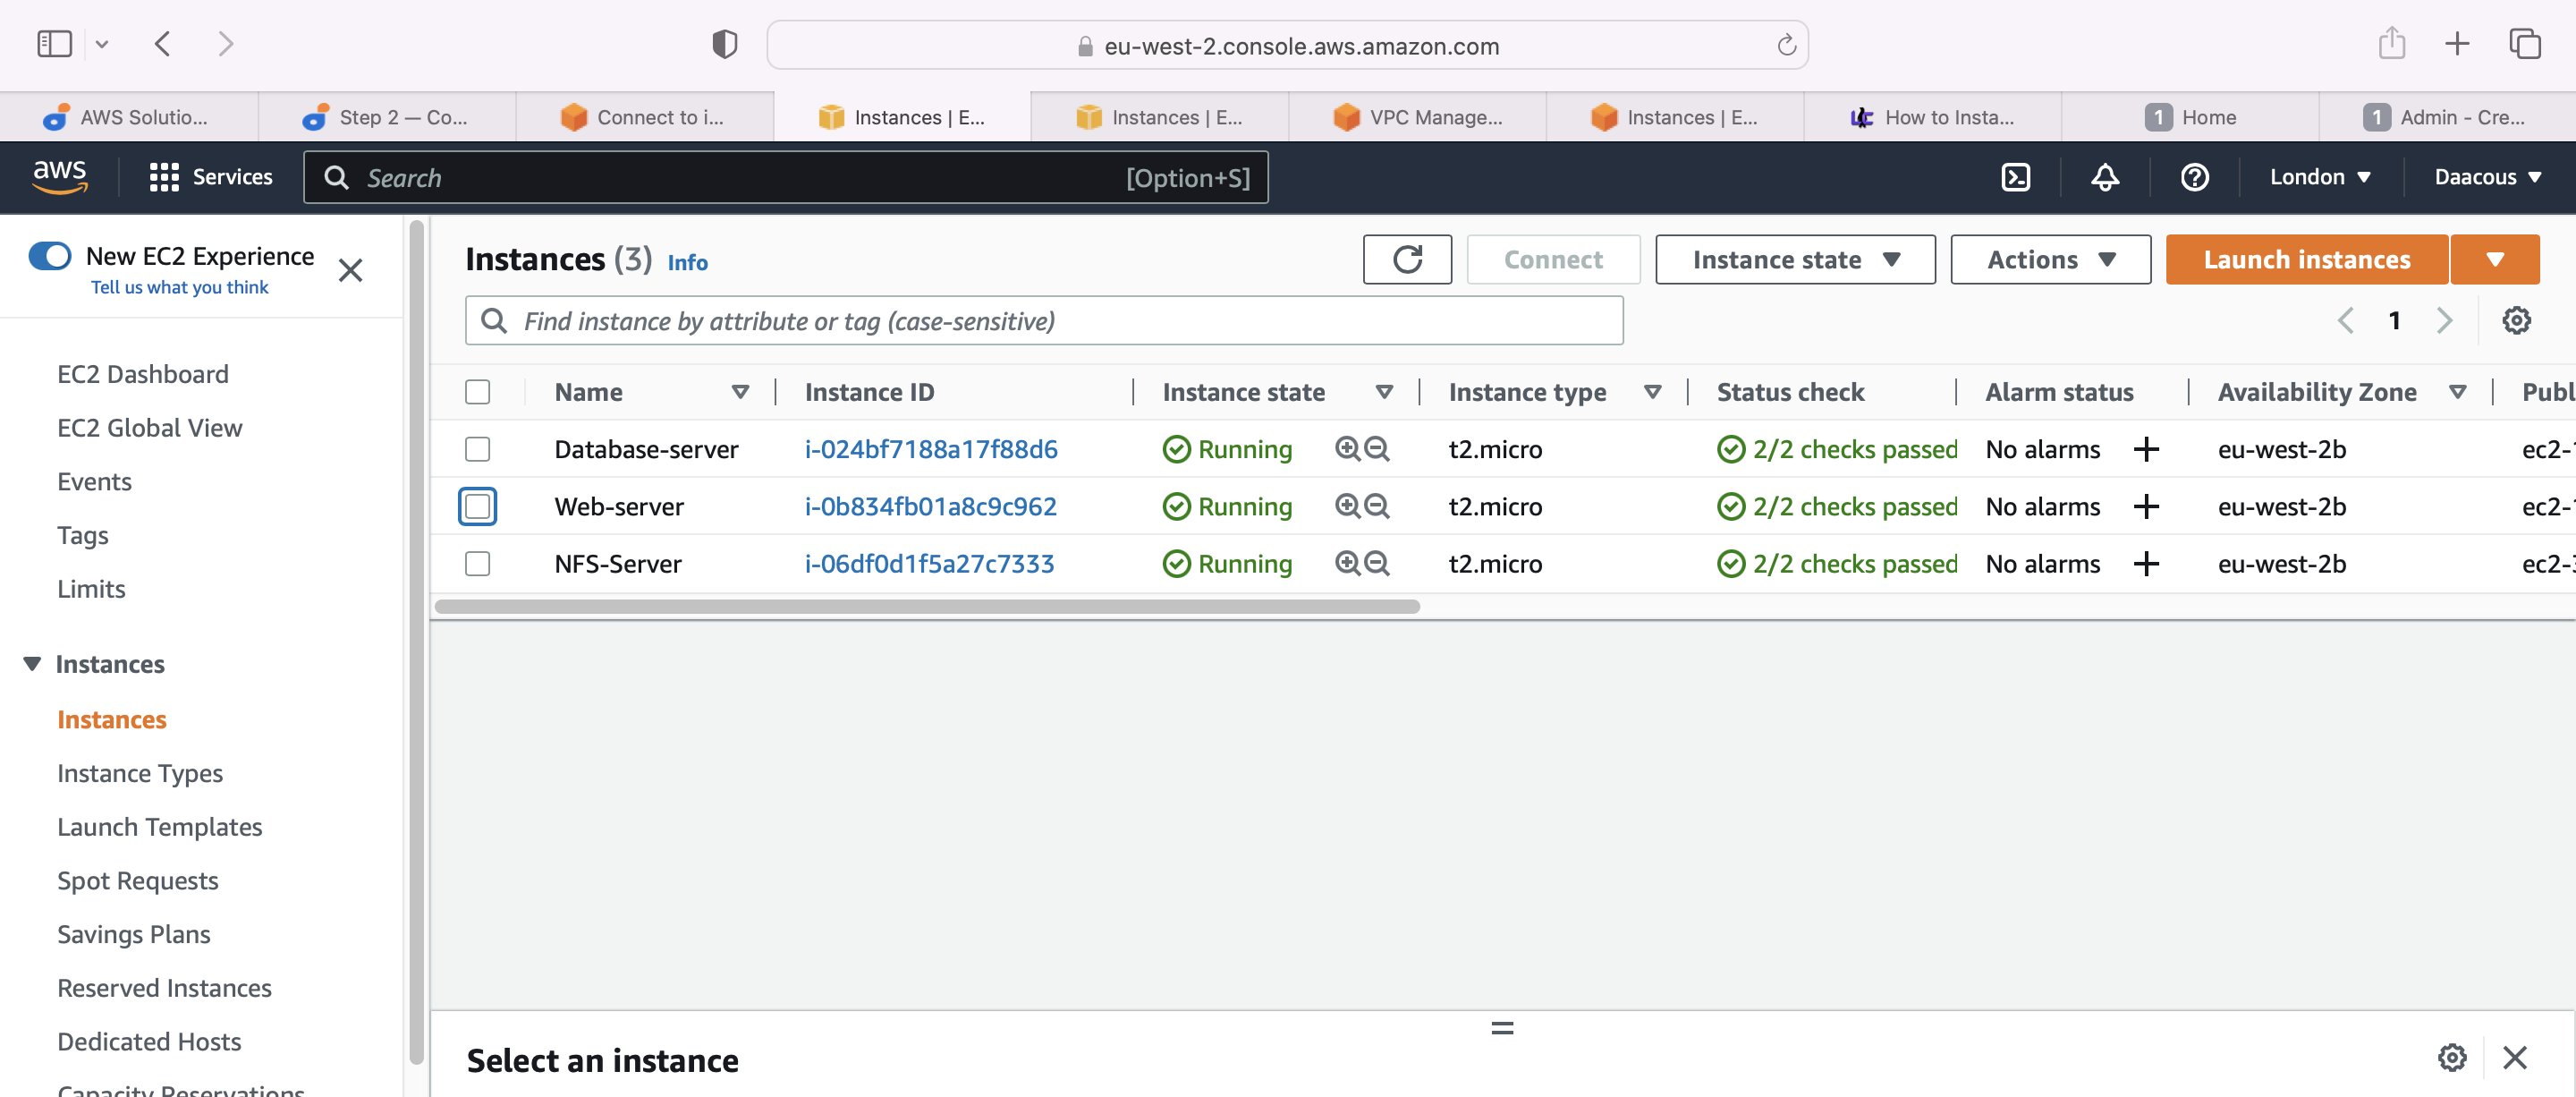 eu-west-2.console.aws.amazon.com
AWS Solutio... Step 2 — Co... Connect to i... Instances | E... Instances | E... VPC Manage... Instances | E... How to Insta... 1 Home 1 Admin - Cre...
aws Services Search [Option+S] London Daacous
New EC2 Experience
Tell us what you think
EC2 Dashboard
EC2 Global View
Events
Tags
Limits
Instances
Instances
Instance Types
Launch Templates
Spot Requests
Savings Plans
Reserved Instances
Dedicated Hosts
Capacity Reservations
Instances (3) Info Connect Instance state Actions Launch instances
Find instance by attribute or tag (case-sensitive) 1
Name Instance ID Instance state Instance type Status check Alarm status Availability Zone Publ
Database-server i-024bf7188a17f88d6 Running t2.micro 2/2 checks passed No alarms + eu-west-2b ec2-1
Web-server i-0b834fb01a8c9c962 Running t2.micro 2/2 checks passed No alarms + eu-west-2b ec2-1
NFS-Server i-06df0d1f5a27c7333 Running t2.micro 2/2 checks passed No alarms + eu-west-2b ec2-3
Select an instance